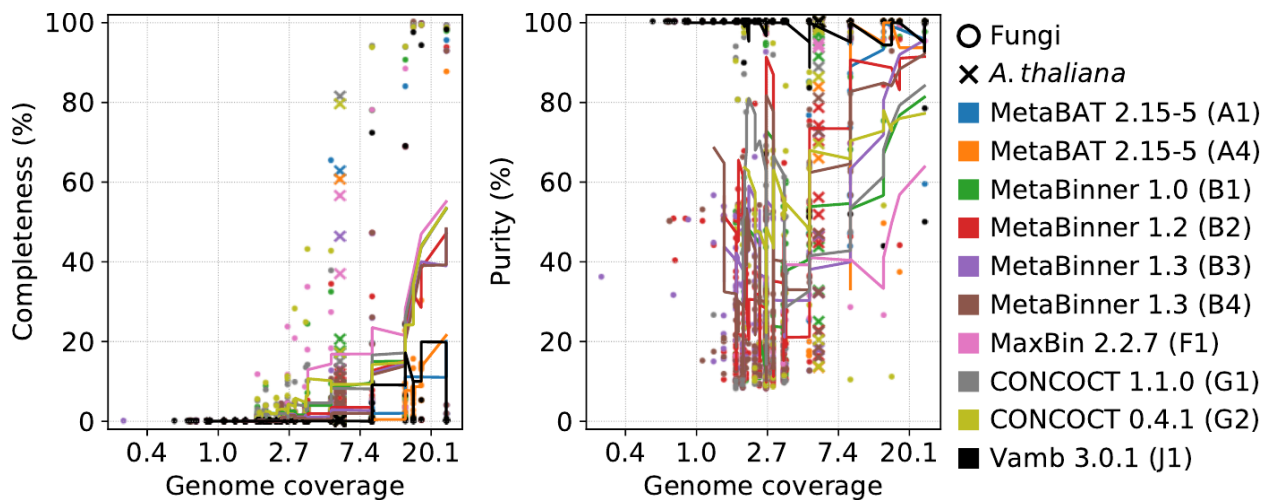 100
80
60
40
20
0
Completeness (%)
0.4 1.0 2.7 7.4 20.1
Genome coverage
100
80
60
40
20
0
Purity (%)
0.4 1.0 2.7 7.4 20.1
Genome coverage
Fungi
A. thaliana
MetaBAT 2.15-5 (A1)
MetaBAT 2.15-5 (A4)
MetaBinner 1.0 (B1)
MetaBinner 1.2 (B2)
MetaBinner 1.3 (B3)
MetaBinner 1.3 (B4)
MaxBin 2.2.7 (F1)
CONCOCT 1.1.0 (G1)
CONCOCT 0.4.1 (G2)
Vamb 3.0.1 (J1)